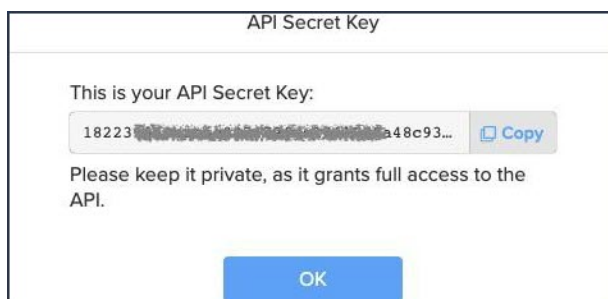 API Secret Key
This is your API Secret Key:
18223 a48c93... Copy
Please keep it private, as it grants full access to the
API.
OK